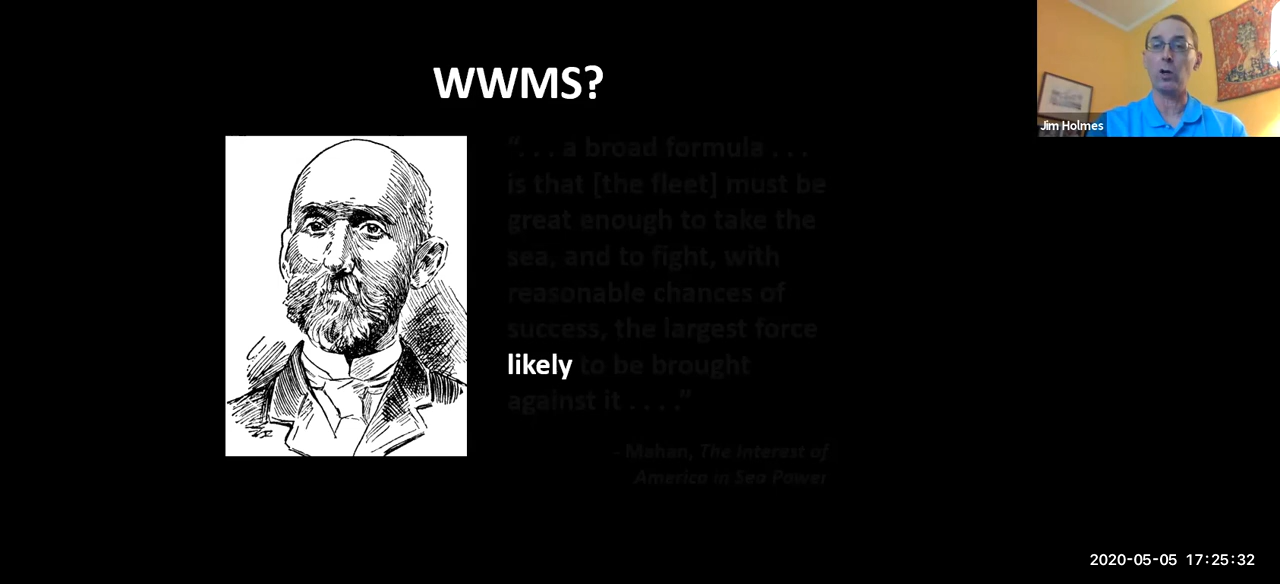 WWMS?
“. . . a broad formula . . .
is that [the fleet] must be
great enough to take the
sea, and to fight, with
reasonable chances of
success, the largest force
likely to be brought
against it . . . .”
- Mahan, The Interest of
America in Sea Power
Jim Holmes
2020-05-05 17:25:32